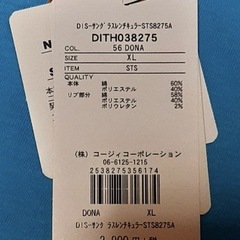 DIS-サングラスレンチキュラーSTS8275A
DITH038275
COL. 56 DONA
SIZE XL
ITEM STS
QUALITY
本体 綿 60%
ポリエステル 40%
リブ部分 綿 58%
ポリエステル 40%
ポリウレタン 2%
(株) コージィコーポレーション
06-6125-1215
2538275356174
DONA XL
DIS-サングラスレンチキュラーSTS8275A